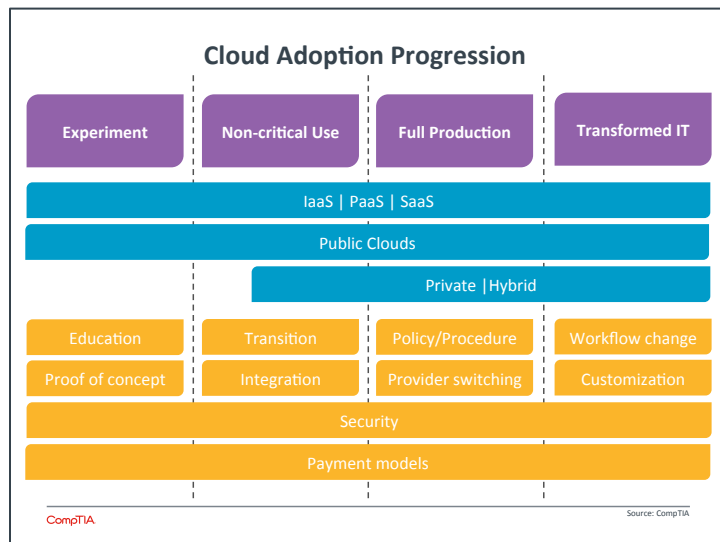 Cloud Adoption Progression
Experiment
Non-critical Use
Full Production
Transformed IT
IaaS | PaaS | SaaS
Public Clouds
Private |Hybrid
Education
Transition
Policy/Procedure
Workflow change
Proof of concept
Integration
Provider switching
Customization
Security
Payment models
CompTIA
Source: CompTIA